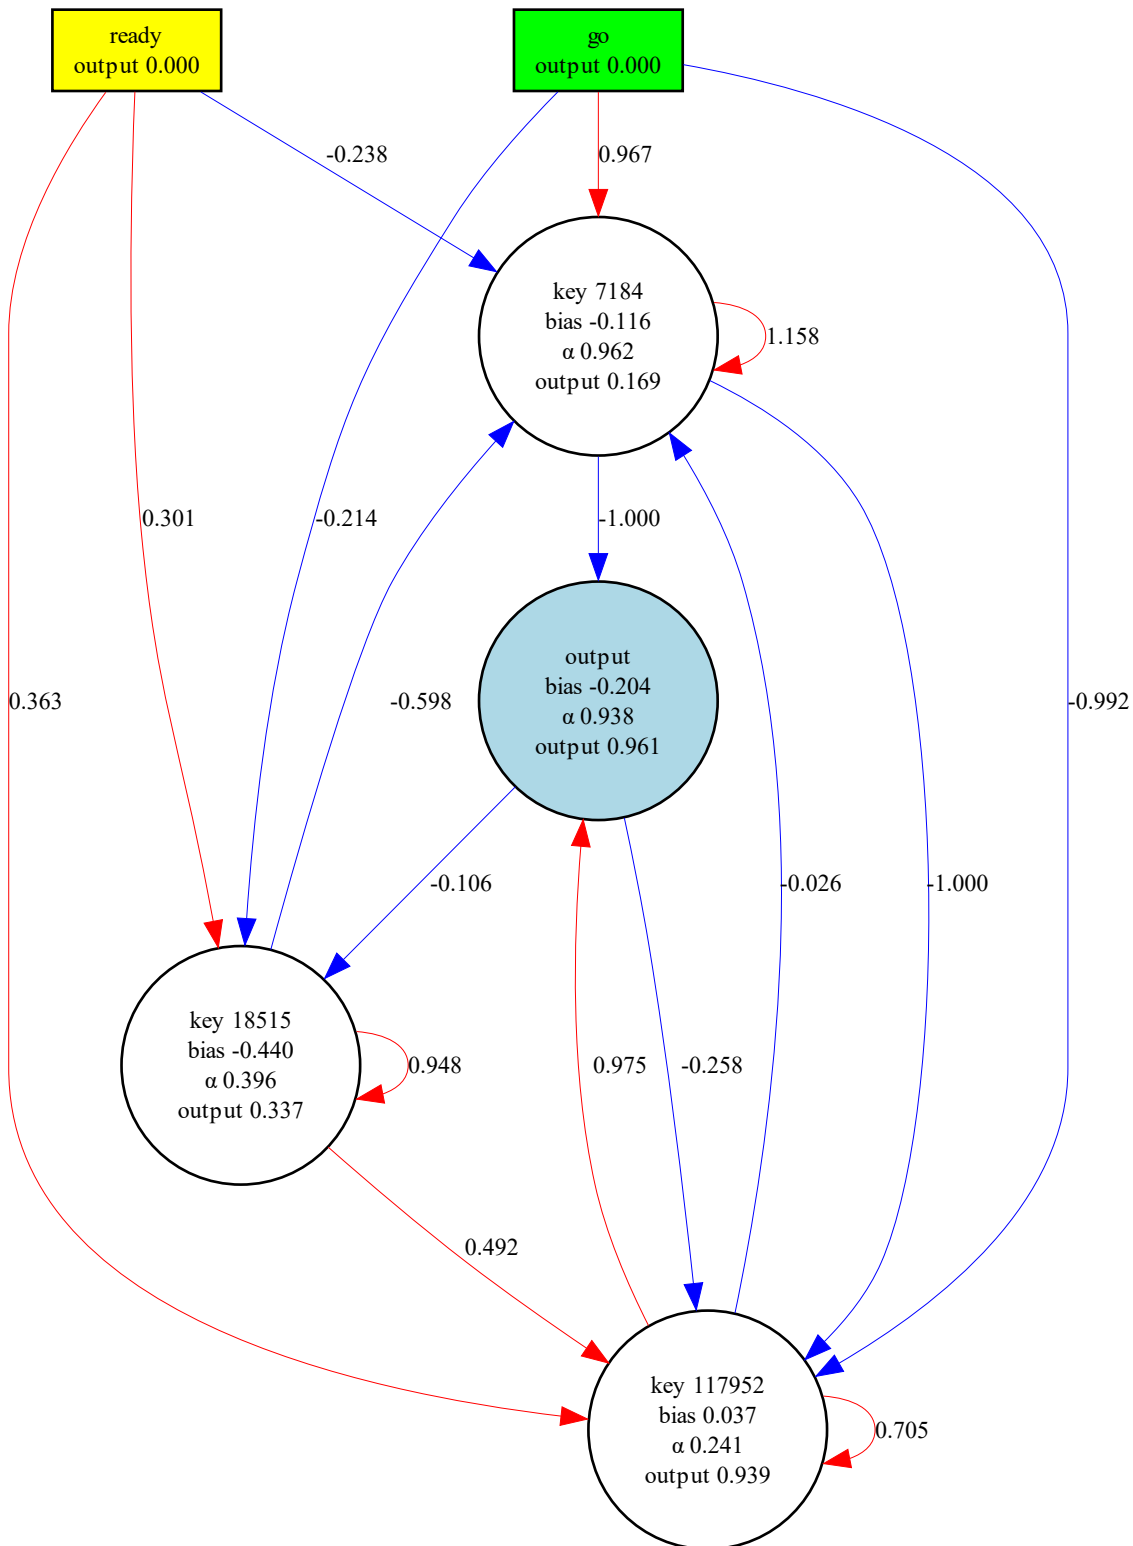 ready
output 0.000
go
output 0.000
-0.238
0.967
key 7184
bias -0.116
α 0.962
output 0.169
1.158
0.301
-0.214
-1.000
output
bias -0.204
α 0.938
output 0.961
0.363
-0.598
-0.992
-0.106
-0.026
-1.000
key 18515
bias -0.440
α 0.396
output 0.337
0.948
0.975
-0.258
0.492
key 117952
bias 0.037
α 0.241
output 0.939
0.705